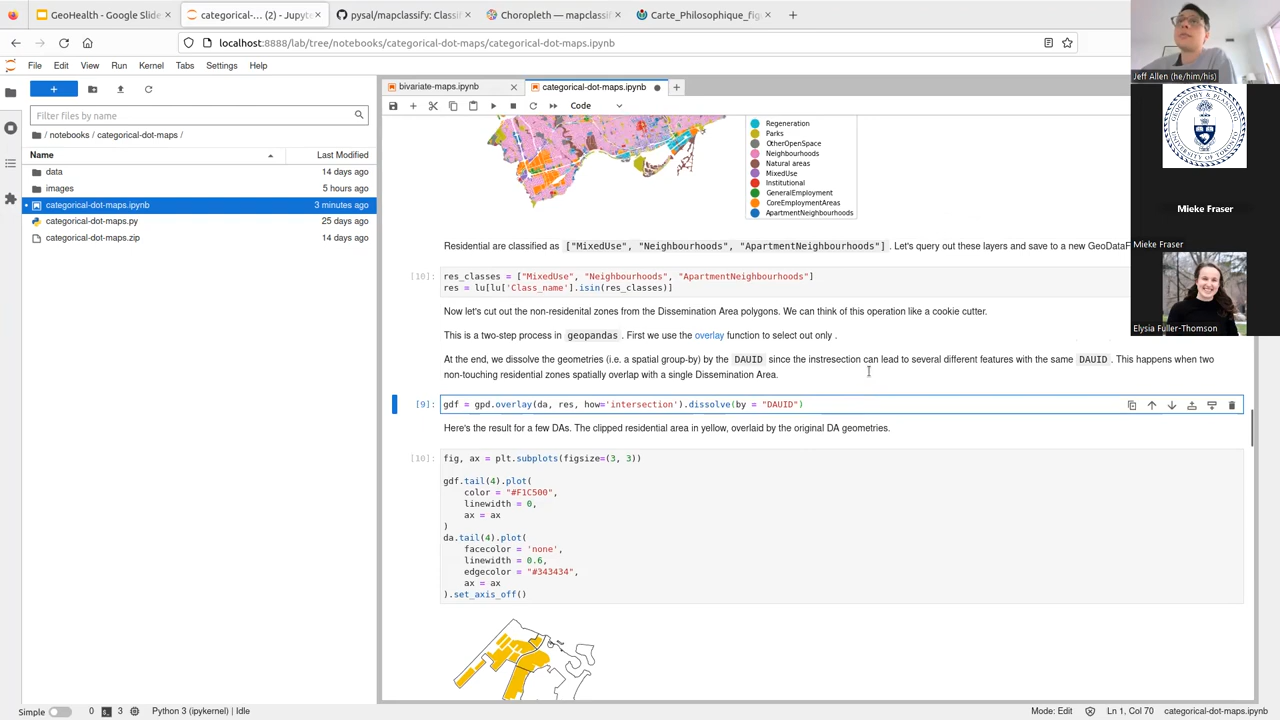 GeoHealth - Google Slide
categorical-... (2) - Jupyte
pysal/mapclassify: Classif
Choropleth — mapclassif
Carte_Philosophique_fig
localhost:8888/lab/tree/notebooks/categorical-dot-maps/categorical-dot-maps.ipynb
File Edit View Run Kernel Tabs Settings Help
Filter files by name
/ notebooks / categorical-dot-maps /
Name Last Modified
data 14 days ago
images 5 hours ago
categorical-dot-maps.ipynb 3 minutes ago
categorical-dot-maps.py 25 days ago
categorical-dot-maps.zip 14 days ago
bivariate-maps.ipynb
categorical-dot-maps.ipynb
Code
Regeneration
Parks
OtherOpenSpace
Neighbourhoods
Natural areas
MixedUse
Institutional
GeneralEmployment
CoreEmploymentAreas
ApartmentNeighbourhoods
Residential are classified as ["MixedUse", "Neighbourhoods, "ApartmentNeighbourhoods"] . Let's query out these layers and save to a new GeoDataF
[10]: res_classes = ["MixedUse", "Neighbourhoods", "ApartmentNeighbourhoods"]
res = lu[lu['Class_name'].isin(res_classes)]
Now let's cut out the non-residenital zones from the Dissemination Area polygons. We can think of this operation like a cookie cutter.
This is a two-step process in geopandas . First we use the overlay function to select out only .
At the end, we dissolve the geometries (i.e. a spatial group-by) by the DAUID since the instresection can lead to several different features with the same DAUID . This happens when two
non-touching residential zones spatially overlap with a single Dissemination Area.
[9]: gdf = gpd.overlay(da, res, how='intersection').dissolve(by = "DAUID")
Here's the result for a few DAs. The clipped residential area in yellow, overlaid by the original DA geometries.
[10]: fig, ax = plt.subplots(figsize=(3, 3))
gdf.tail(4).plot(
color = "#F1C500",
linewidth = 0,
ax = ax
)
da.tail(4).plot(
facecolor = 'none',
linewidth = 0.6,
edgecolor = "#343434",
ax = ax
).set_axis_off()
Jeff Allen (he/him/his)
Mieke Fraser
Mieke Fraser
Elysia Fuller-Thomson
Simple 0 3 Python 3 (ipykernel) | Idle
Mode: Edit Ln 1, Col 70 categorical-dot-maps.ipynb